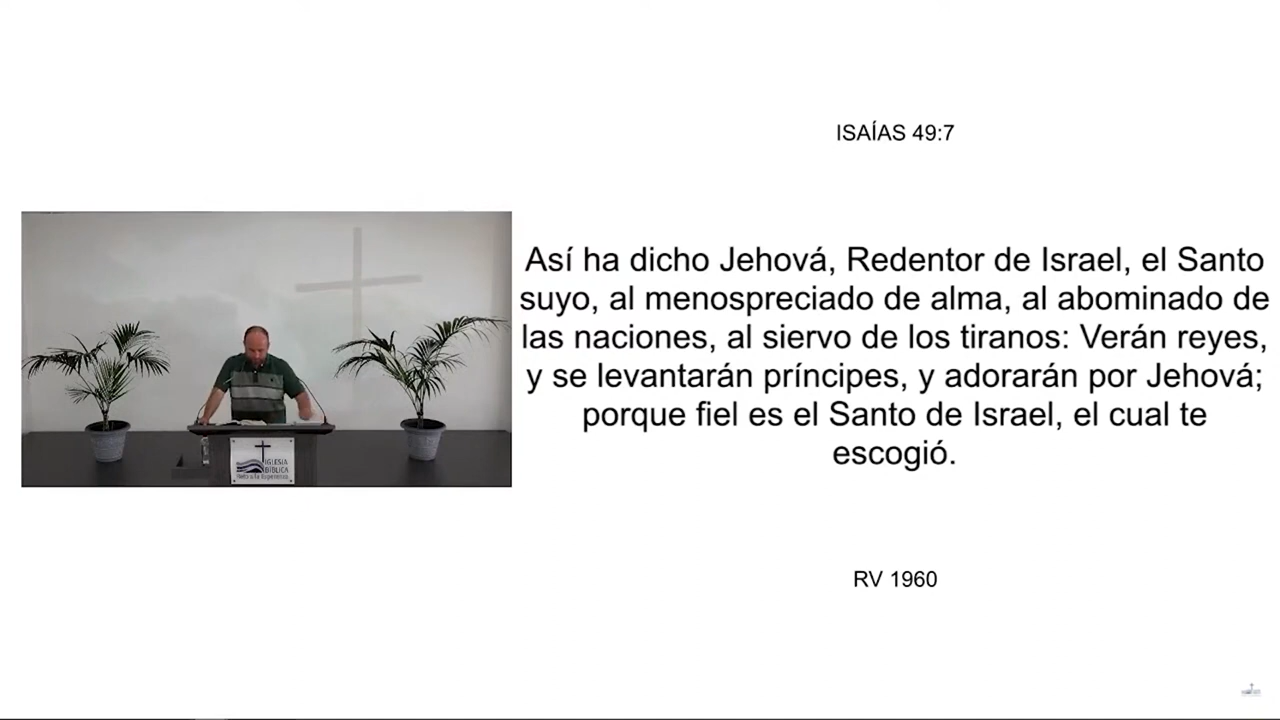 ISAÍAS 49:7
Así ha dicho Jehová, Redentor de Israel, el Santo
suyo, al menospreciado de alma, al abominado de
las naciones, al siervo de los tiranos: Verán reyes,
y se levantarán príncipes, y adorarán por Jehová;
porque fiel es el Santo de Israel, el cual te
escogió.
RV 1960
IGLESIA
BÍBLICA